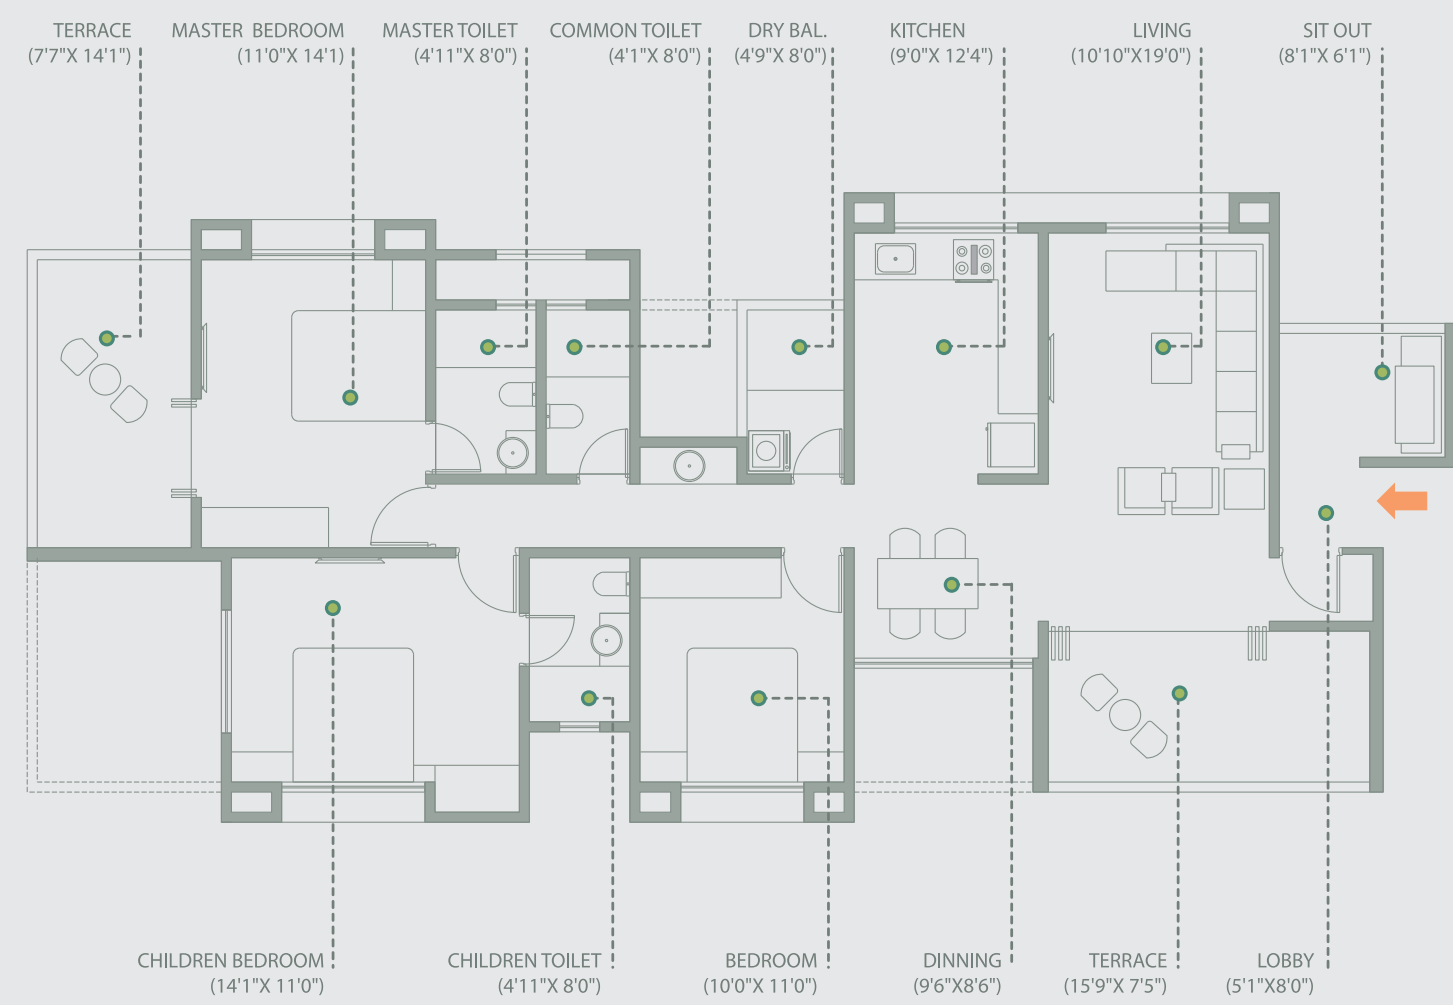 TERRACE
(7'7"X 14'1")
MASTER BEDROOM
(11'0"X 14'1)
MASTER TOILET
(4'11"X 8'0")
COMMON TOILET
(4'1"X 8'0")
DRY BAL.
(4'9"X 8'0")
KITCHEN
(9'0"X 12'4")
LIVING
(10'10"X19'0")
SIT OUT
(8'1"X 6'1")
CHILDREN BEDROOM
(14'1"X 11'0")
CHILDREN TOILET
(4'11"X 8'0")
BEDROOM
(10'0"X 11'0")
DINNING
(9'6"X8'6")
TERRACE
(15'9"X 7'5")
LOBBY
(5'1"X8'0")